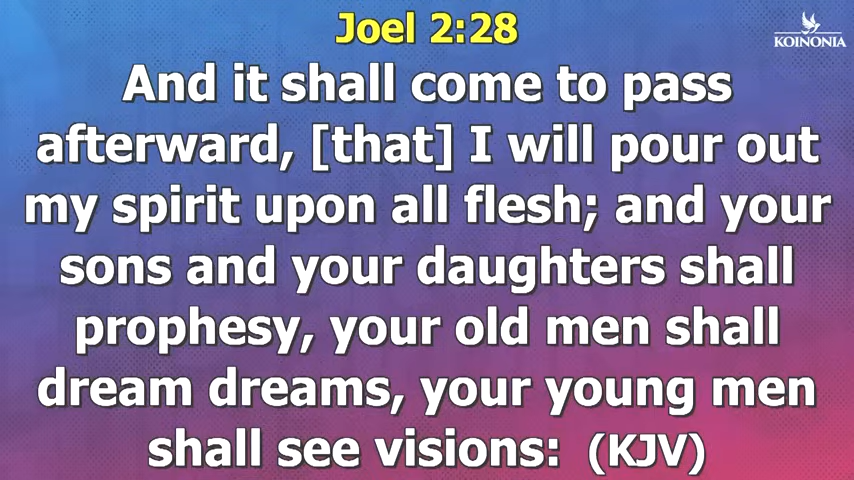 Joel 2:28
KOINONIA
And it shall come to pass
afterward, [that] I will pour out
my spirit upon all flesh; and your
sons and your daughters shall
prophesy, your old men shall
dream dreams, your young men
shall see visions: (KJV)